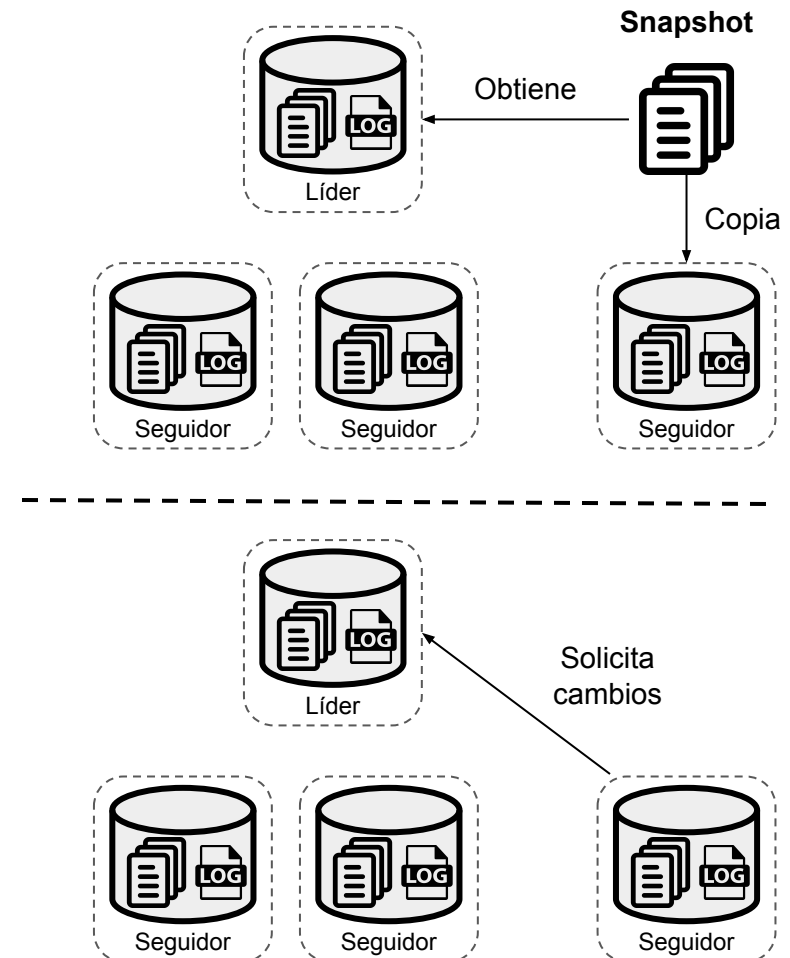 Snapshot
Obtiene
LOG
Líder
Copia
LOG
LOG
LOG
Seguidor
Seguidor
Seguidor
LOG
Solicita
cambios
Líder
LOG
LOG
LOG
Seguidor
Seguidor
Seguidor